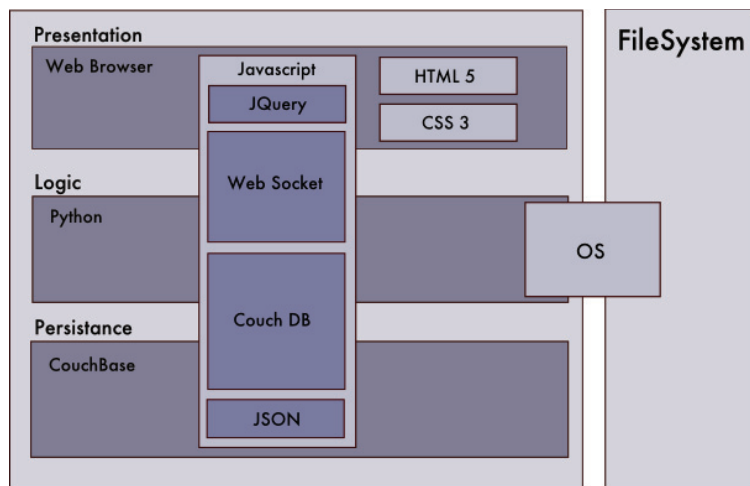 Presentation
Web Browser
Javascript
JQuery
HTML 5
CSS 3
Web Socket
Logic
Python
Couch DB
Persistance
CouchBase
JSON
FileSystem
OS